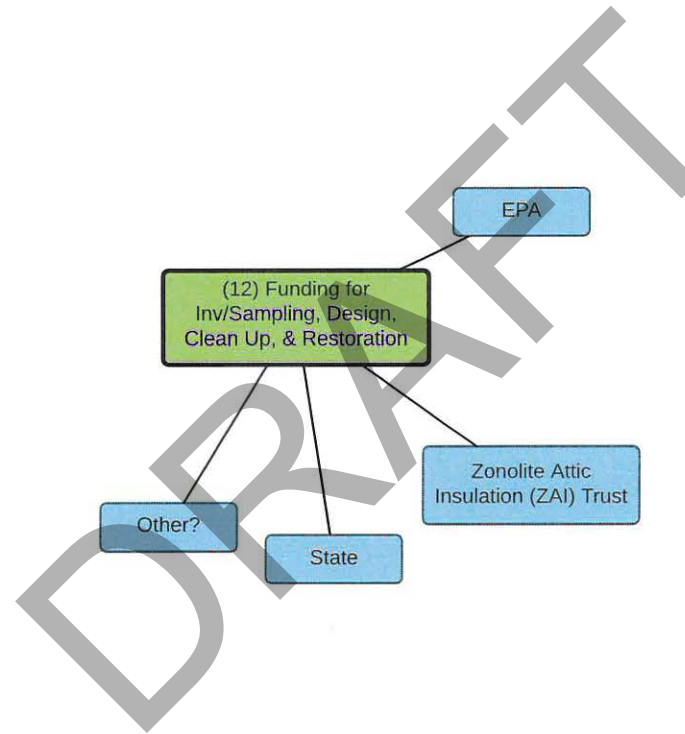 EPA
(12) Funding for
Inv/Sampling, Design,
Clean Up, & Restoration
Zonolite Attic
Insulation (ZAI) Trust
Other?
State
DRAFT